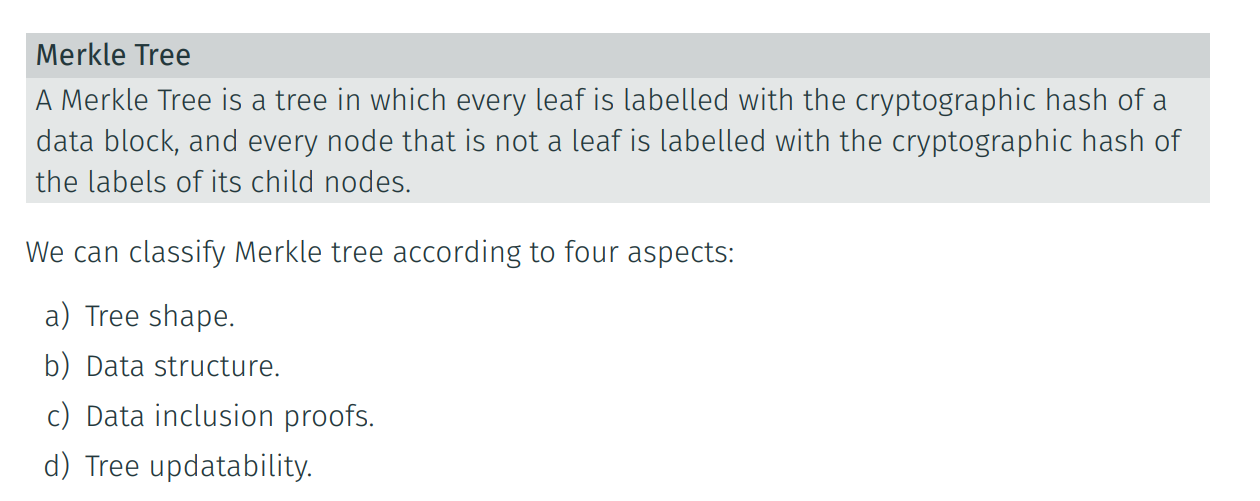 Merkle Tree
A Merkle Tree is a tree in which every leaf is labelled with the cryptographic hash of a
data block, and every node that is not a leaf is labelled with the cryptographic hash of
the labels of its child nodes.
We can classify Merkle tree according to four aspects:
a) Tree shape.
b) Data structure.
c) Data inclusion proofs.
d) Tree updatability.